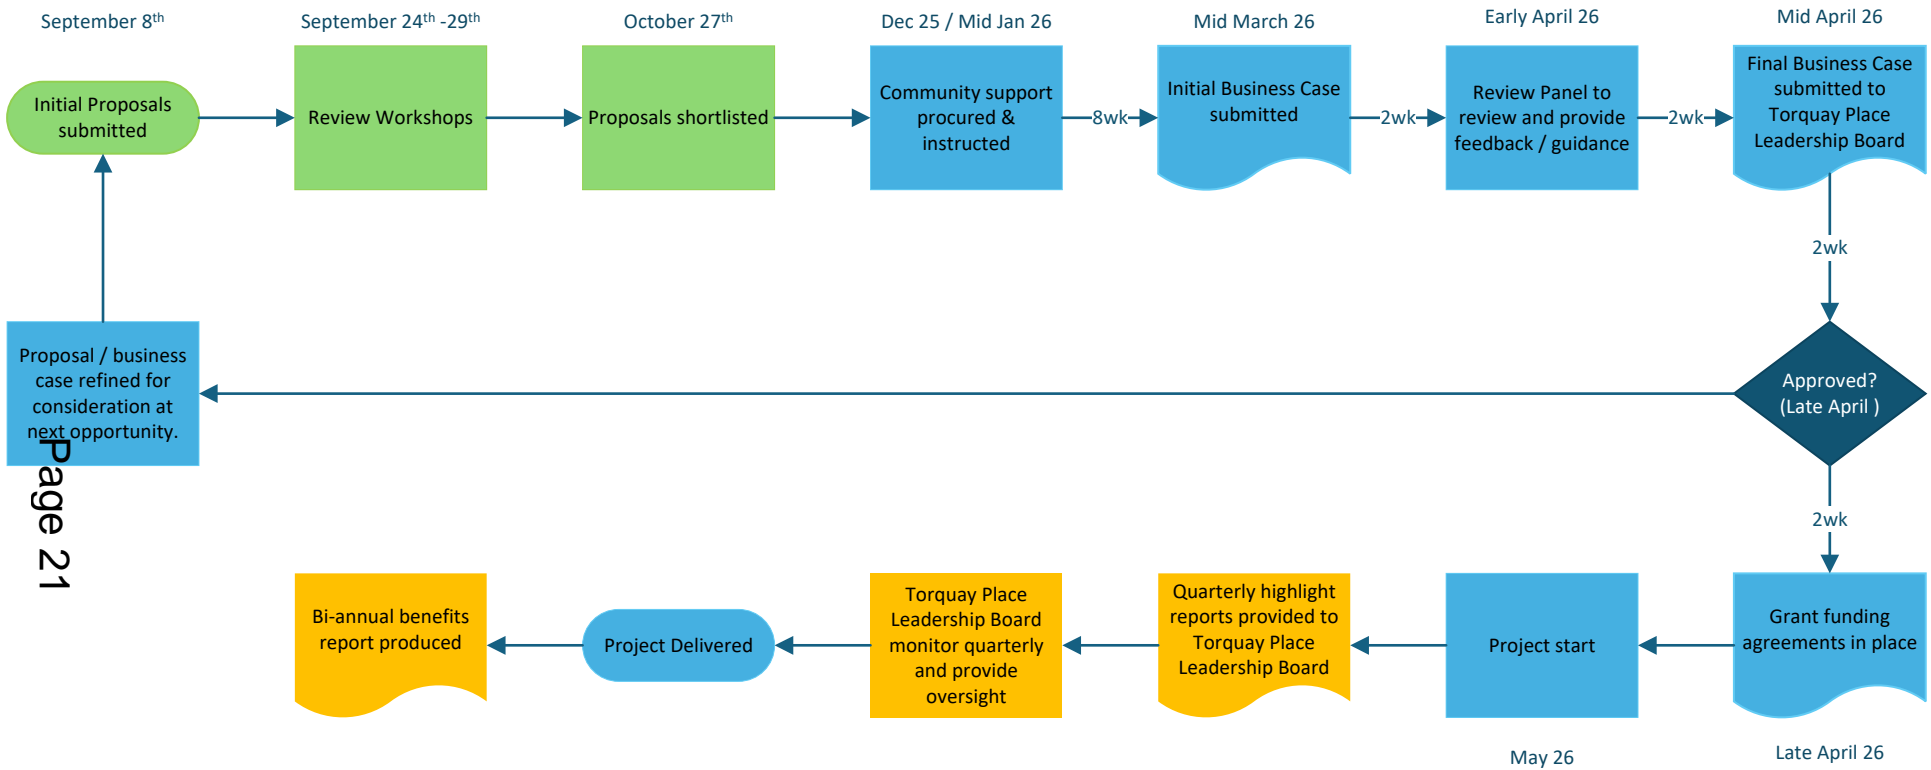 September 8th
September 24th -29th
October 27th
Dec 25 / Mid Jan 26
Mid March 26
Early April 26
Mid April 26
Initial Proposals
submitted
Review Workshops
Proposals shortlisted
Community support
procured &
instructed
8wk
Initial Business Case
submitted
2wk
Review Panel to
review and provide
feedback / guidance
2wk
Final Business Case
submitted to
Torquay Place
Leadership Board
2wk
Approved?
(Late April )
Proposal / business
case refined for
consideration at
next opportunity.
2wk
Grant funding
agreements in place
Late April 26
Project start
May 26
Quarterly highlight
reports provided to
Torquay Place
Leadership Board
Torquay Place
Leadership Board
monitor quarterly
and provide
oversight
Project Delivered
Bi-annual benefits
report produced
Page 21